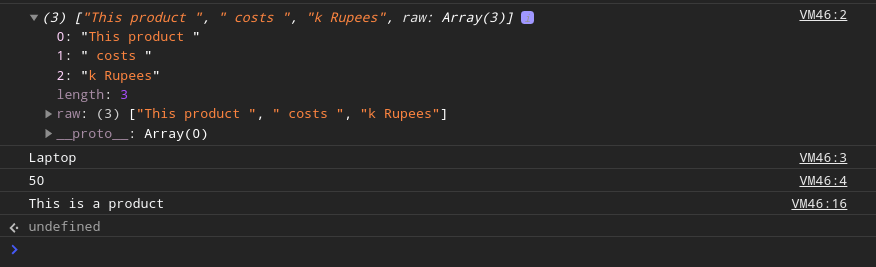 (3) ["This product ", " costs ", "k Rupees", raw: Array(3)] VM46:2
0: "This product "
1: " costs "
2: "k Rupees"
length: 3
raw: (3) ["This product ", " costs ", "k Rupees"]
__proto__: Array(0)
Laptop VM46:3
50 VM46:4
This is a product VM46:16
undefined